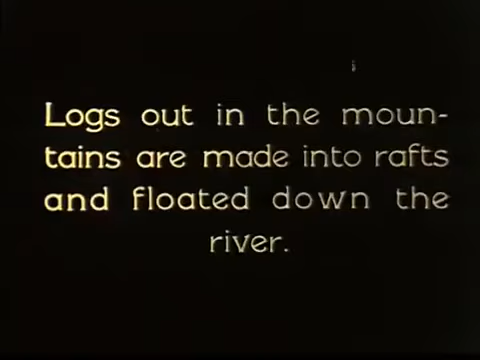 Logs out in the moun-
tains are made into rafts
and floated down the
river.